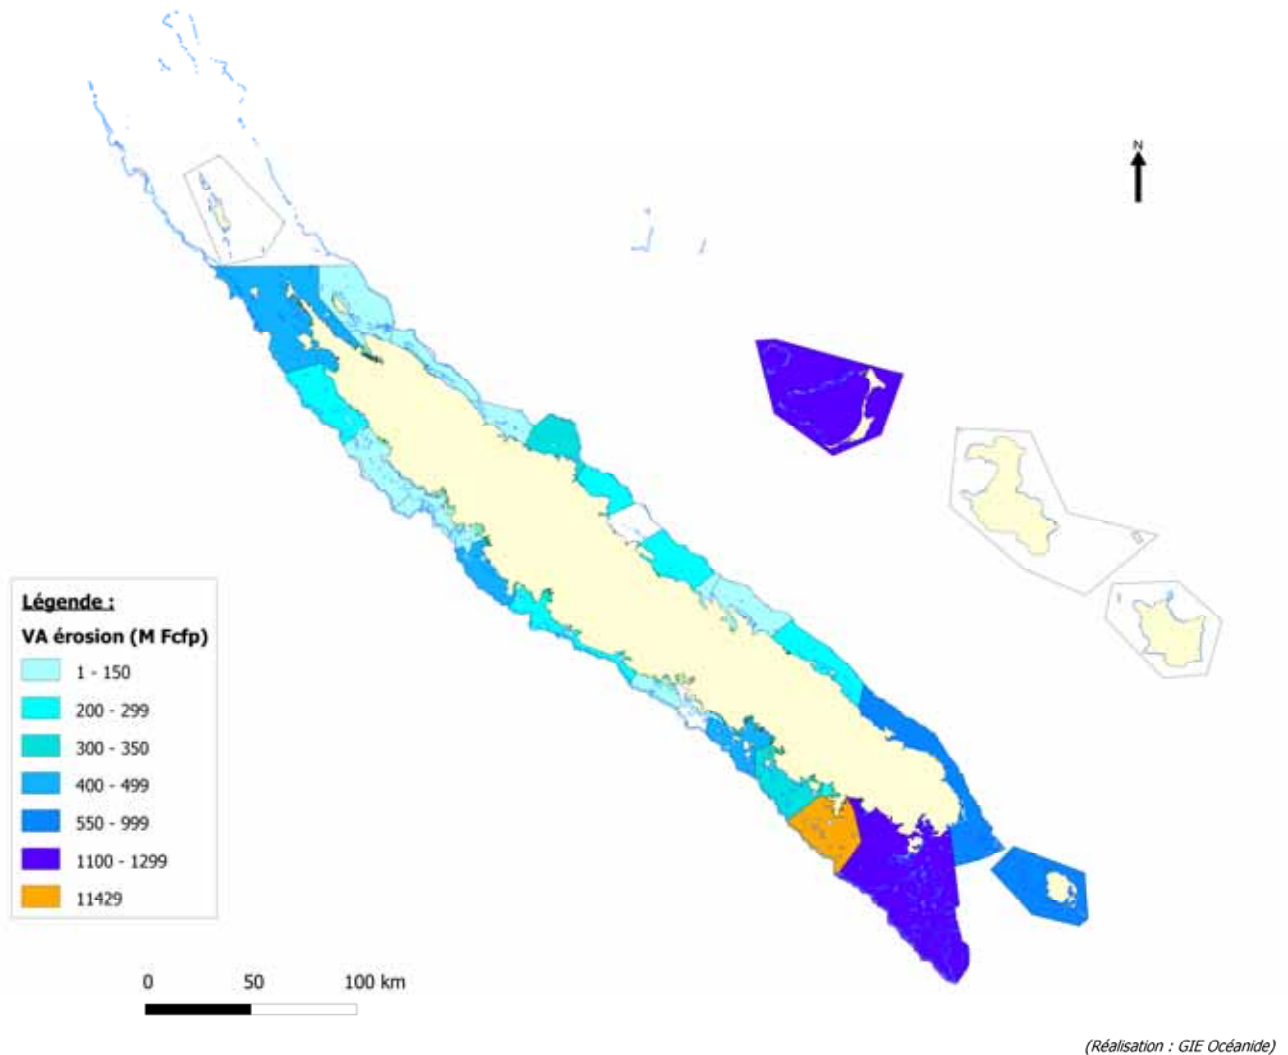 N
Légende :
VA érosion (M Fcfp)
1 - 150
200 - 299
300 - 350
400 - 499
550 - 999
1100 - 1299
11429
0 50 100 km
(Réalisation : GIE Océanide)